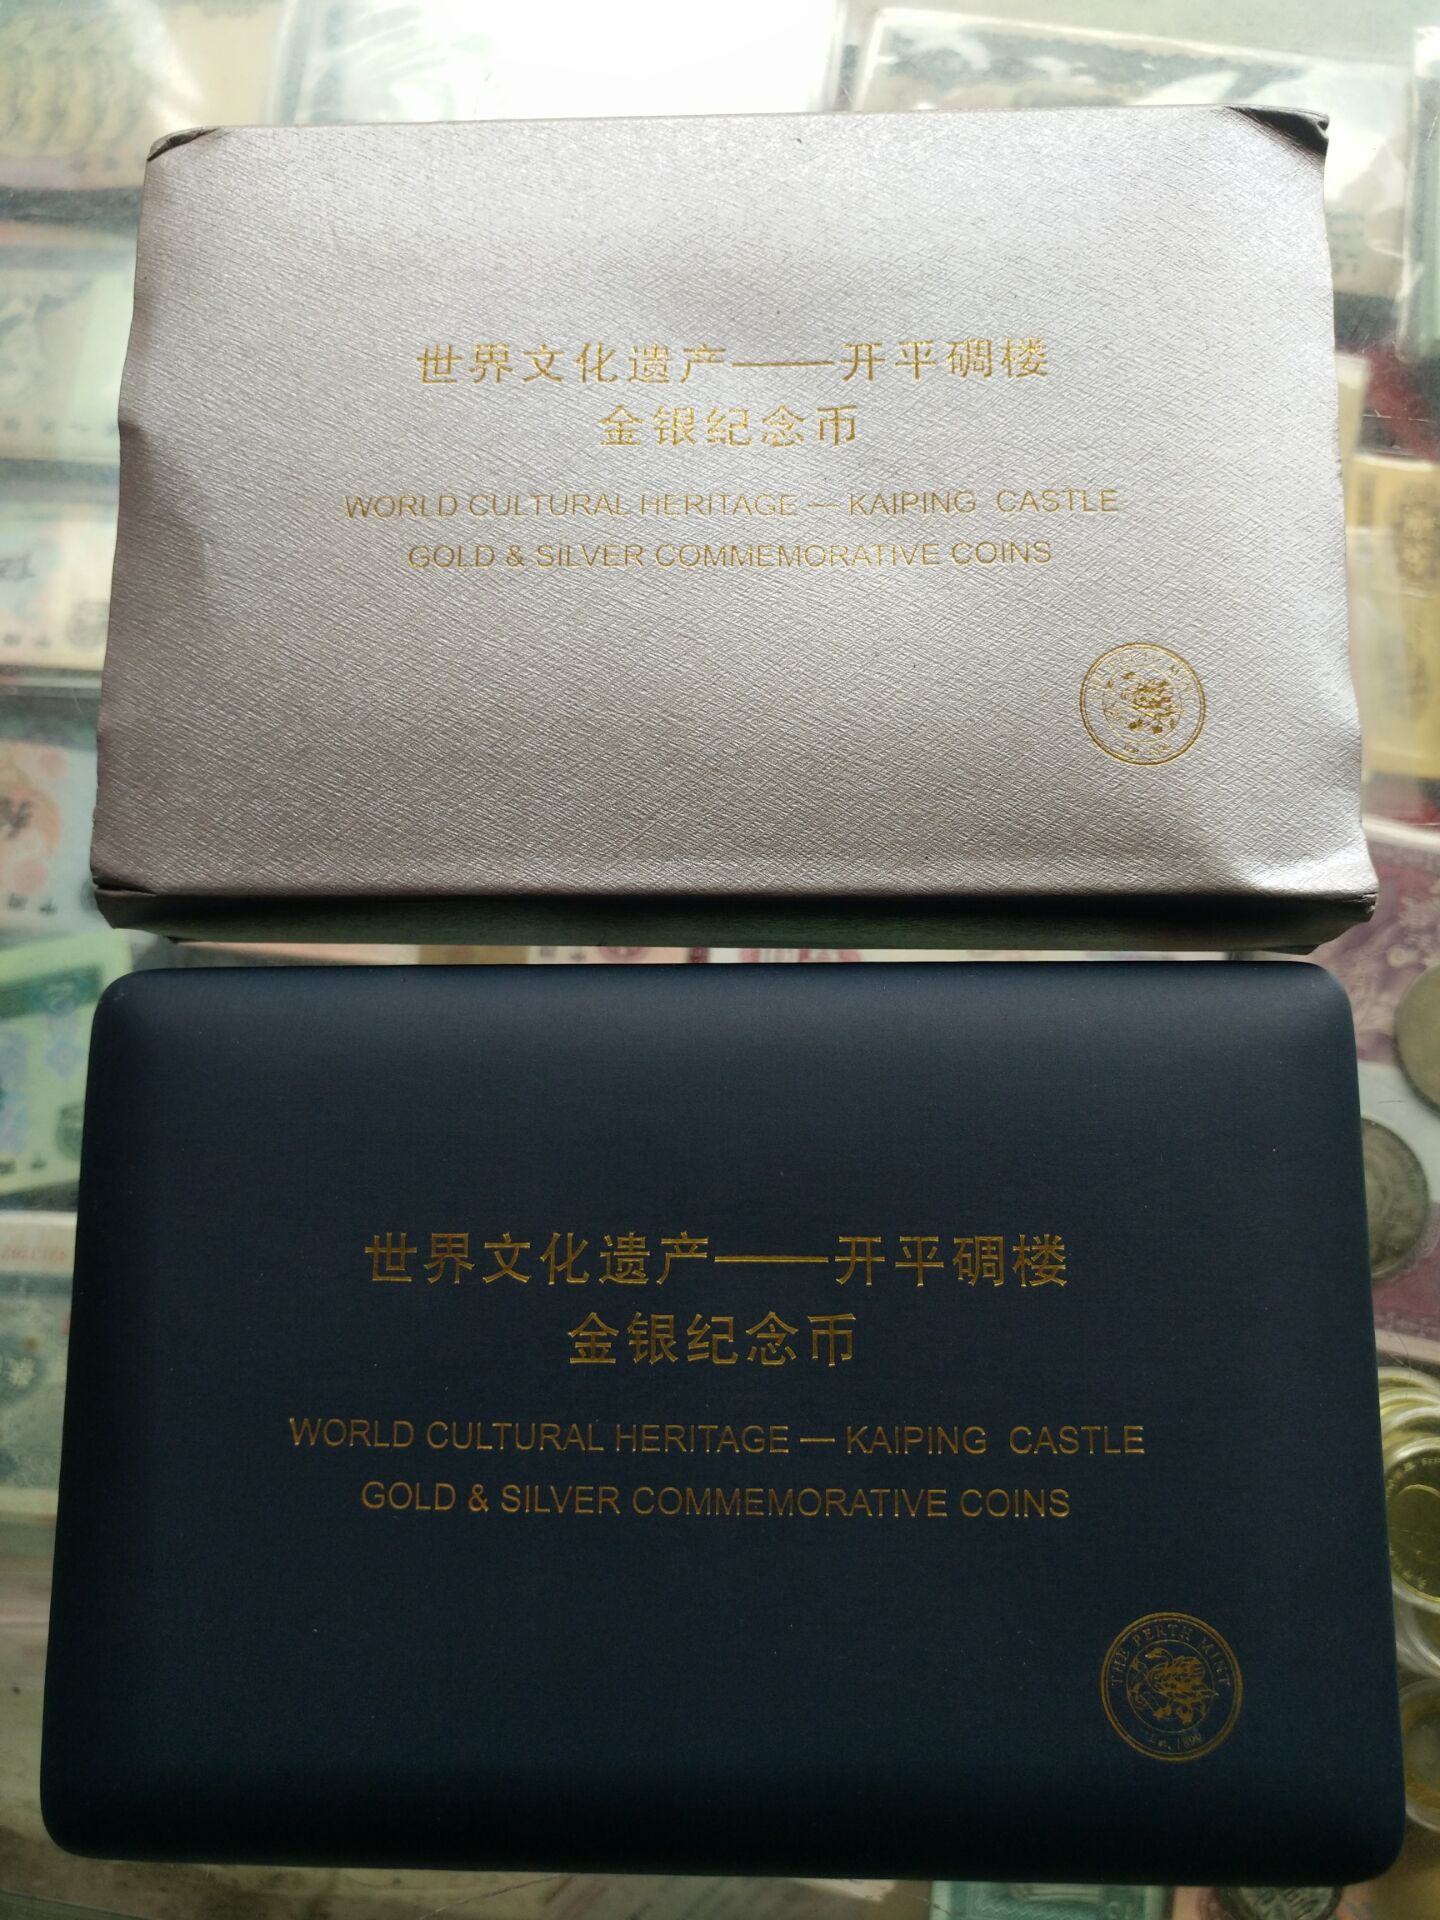 世界文化遗产——开平碉楼
金银纪念币
WORLD CULTURAL HERITAGE — KAIPING CASTLE
GOLD & SILVER COMMEMORATIVE COINS
世界文化遗产——开平碉楼
金银纪念币
WORLD CULTURAL HERITAGE — KAIPING CASTLE
GOLD & SILVER COMMEMORATIVE COINS
THE PERTH MINT